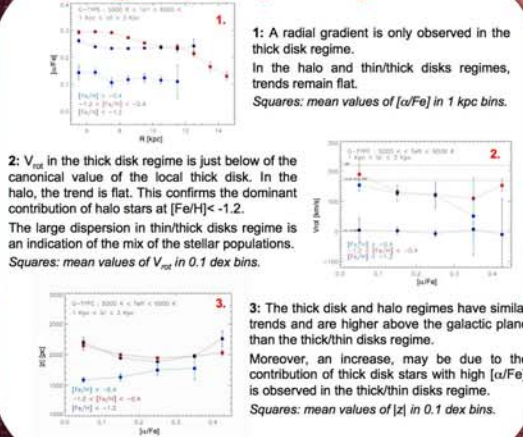 1.
1: A radial gradient is only observed in the
thick disk regime.
In the halo and thin/thick disks regimes,
trends remain flat.
Squares: mean values of [α/Fe] in 1 kpc bins.
R [kpc]
2: Vrot in the thick disk regime is just below of the
canonical value of the local thick disk. In the
halo, the trend is flat. This confirms the dominant
contribution of halo stars at [Fe/H]< -1.2.
The large dispersion in thin/thick disks regime is
an indication of the mix of the stellar populations.
Squares: mean values of Vrot in 0.1 dex bins.
2.
Vrot [km/s]
[α/Fe]
3.
|z| [pc]
[α/Fe]
3: The thick disk and halo regimes have simila
trends and are higher above the galactic plan
than the thick/thin disks regime.
Moreover, an increase, may be due to th
contribution of thick disk stars with high [α/Fe
is observed in the thick/thin disks regime.
Squares: mean values of |z| in 0.1 dex bins.